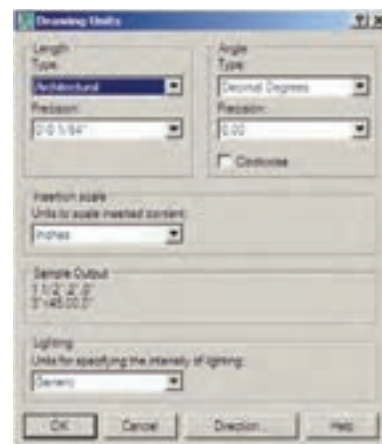 Drawing Units
Length
Type:
Architectural
Precision:
0'-0 1/64"
Angle
Type:
Decimal Degrees
Precision:
0.00
Clockwise
Insertion scale
Units to scale inserted content:
Inches
Sample Output
1 1/2",2",0"
3"<45.00,0"
Lighting
Units for specifying the intensity of lighting:
Generic
OK
Cancel
Direction...
Help